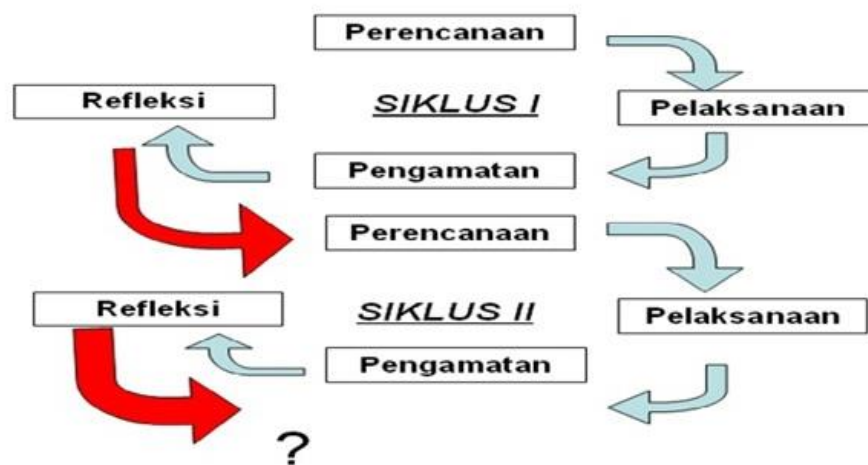 Perencanaan
Refleksi
SIKLUS I
Pelaksanaan
Pengamatan
Perencanaan
Refleksi
SIKLUS II
Pelaksanaan
Pengamatan
?